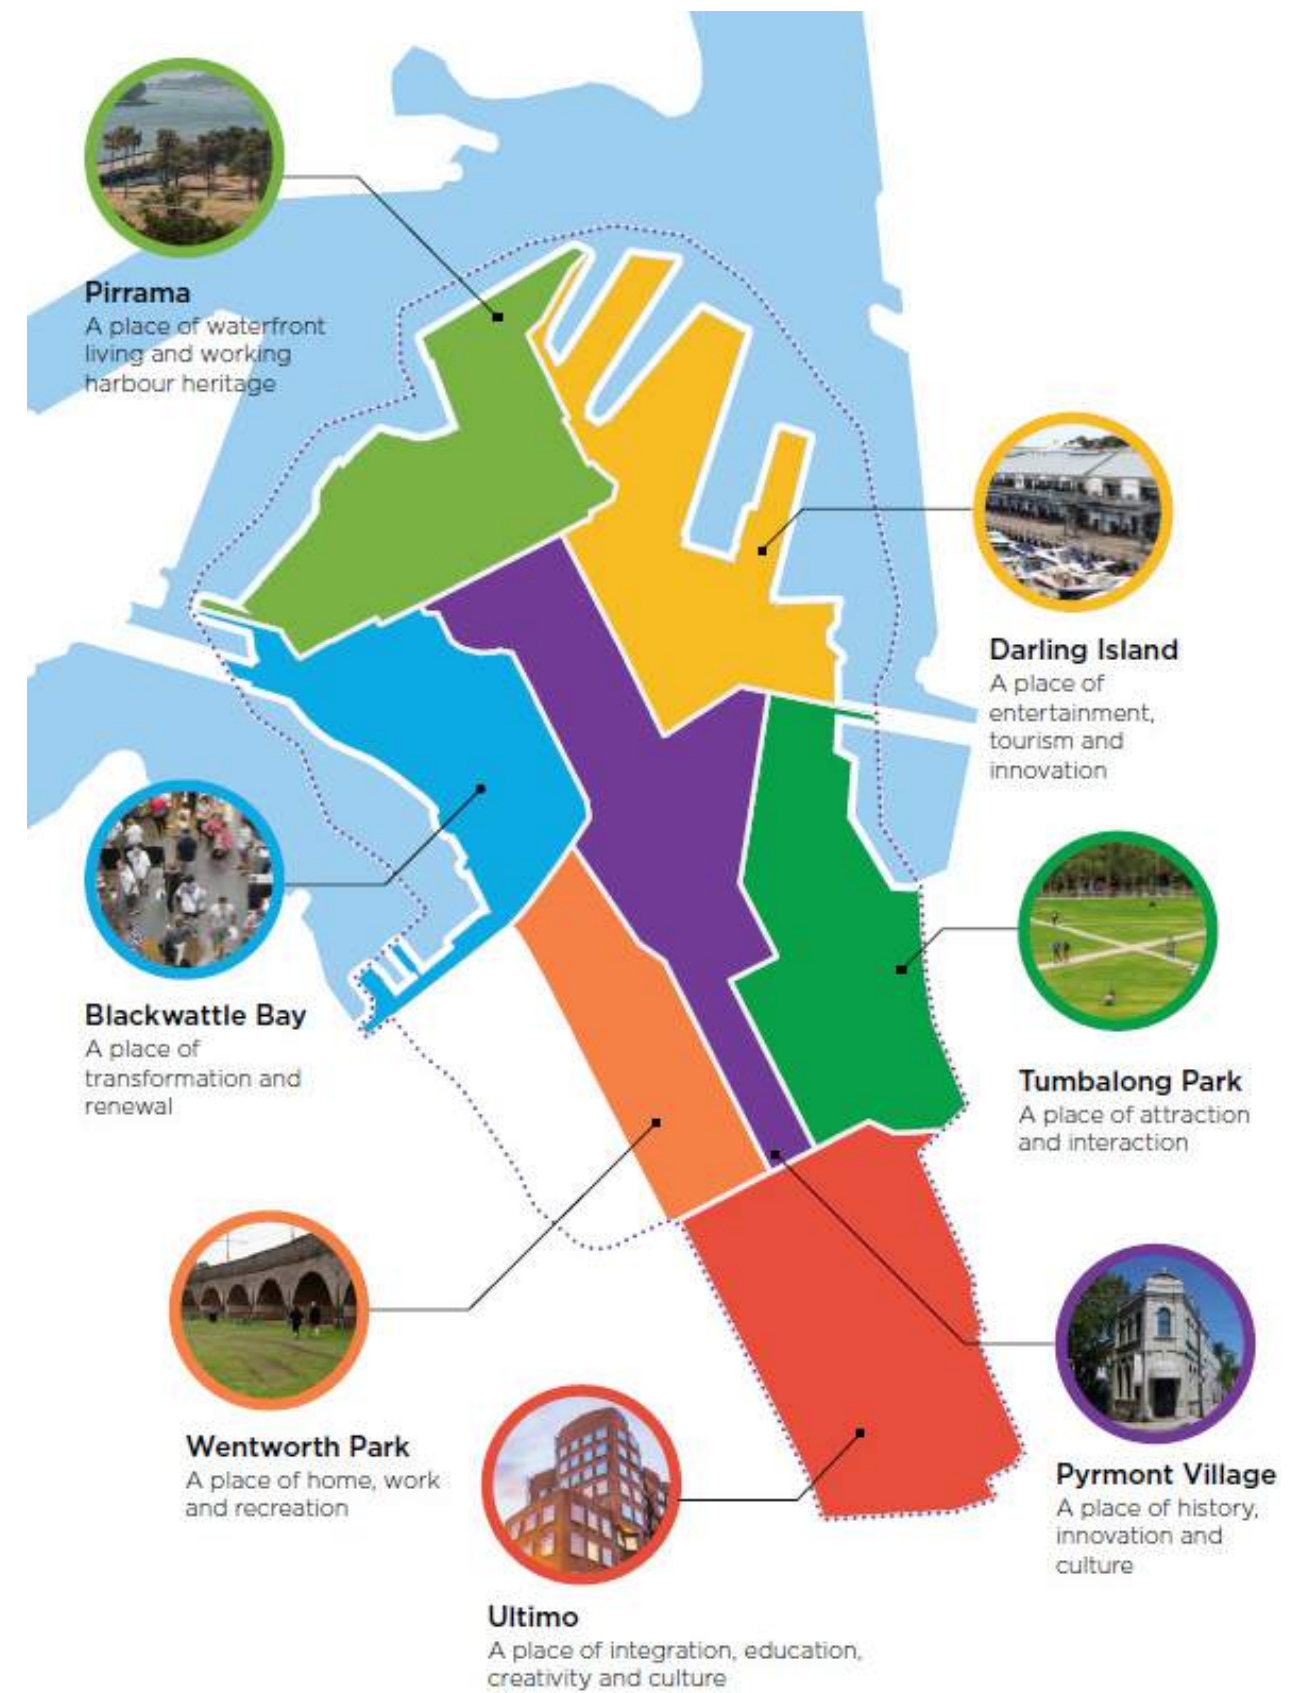 Pirrama
A place of waterfront
living and working
harbour heritage
Darling Island
A place of
entertainment,
tourism and
innovation
Blackwattle Bay
A place of
transformation and
renewal
Tumbalong Park
A place of attraction
and interaction
Wentworth Park
A place of home, work
and recreation
Pyrmont Village
A place of history,
innovation and
culture
Ultimo
A place of integration, education,
creativity and culture